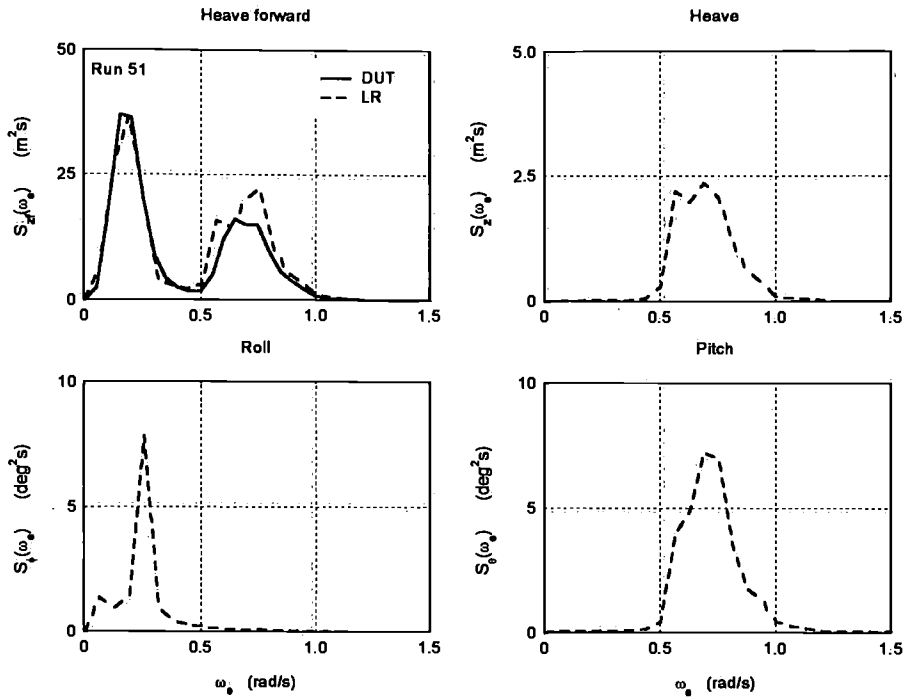 Heave forward
Run 51
DUT
LR
S_zf(ω_e) (m²s)
50
25
0
0 0.5 1.0 1.5
Heave
S_z(ω_e) (m²s)
5.0
2.5
0
0 0.5 1.0 1.5
Roll
S_ϕ(ω_e) (deg²s)
10
5
0
0 0.5 1.0 1.5
ω_e (rad/s)
Pitch
S_θ(ω_e) (deg²s)
10
5
0
0 0.5 1.0 1.5
ω_e (rad/s)